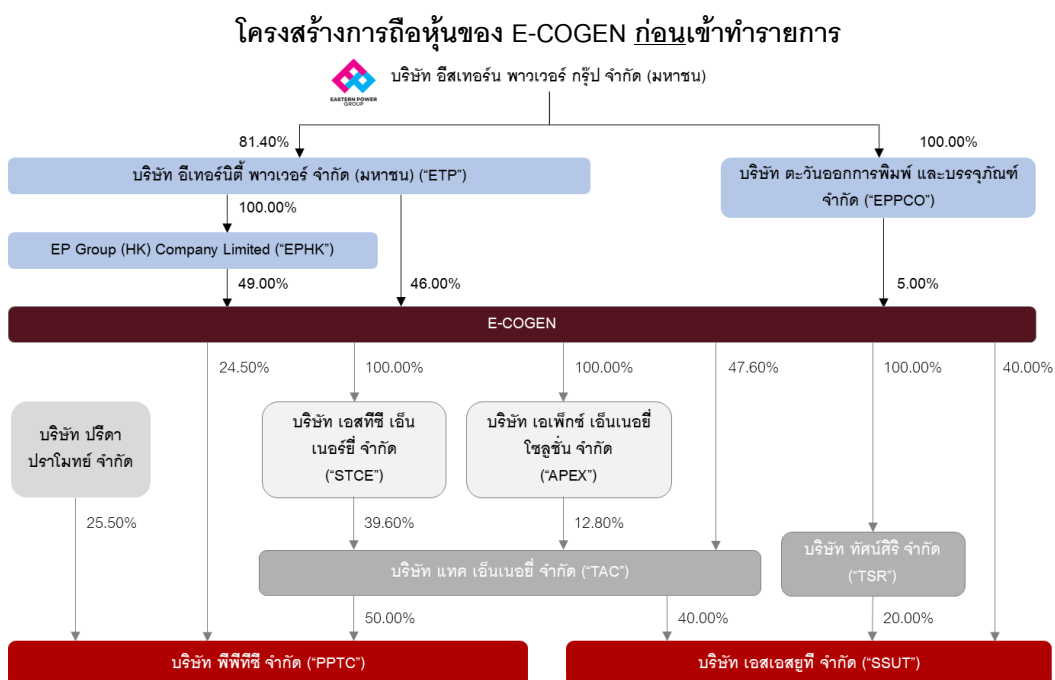 โครงสร้างการถือหุ้นของ E-COGEN ก่อนเข้าทำรายการ
EASTERN POWER
GROUP
บริษัท อีสเทอร์น พาวเวอร์ กรุ๊ป จำกัด (มหาชน)
81.40%
100.00%
บริษัท อีเทอร์นิตี้ พาวเวอร์ จำกัด (มหาชน) (“ETP”)
บริษัท ตะวันออกการพิมพ์ และบรรจุภัณฑ์
จำกัด (“EPPCO”)
100.00%
EP Group (HK) Company Limited (“EPHK”)
49.00%
46.00%
5.00%
E-COGEN
24.50%
100.00%
100.00%
47.60%
100.00%
40.00%
บริษัท ปรีดา
ปราโมทย์ จำกัด
บริษัท เอสทีซี เอ็น
เนอร์ยี่ จำกัด
(“STCE”)
บริษัท เอเพ็กซ์ เอ็นเนอยี่
โซลูชั่น จำกัด
(“APEX”)
25.50%
39.60%
12.80%
บริษัท แทค เอ็นเนอยี่ จำกัด (“TAC”)
บริษัท ทัศน์ศิริ จำกัด
(“TSR”)
50.00%
40.00%
20.00%
บริษัท พีพีทีซี จำกัด (“PPTC”)
บริษัท เอสเอสยูที จำกัด (“SSUT”)